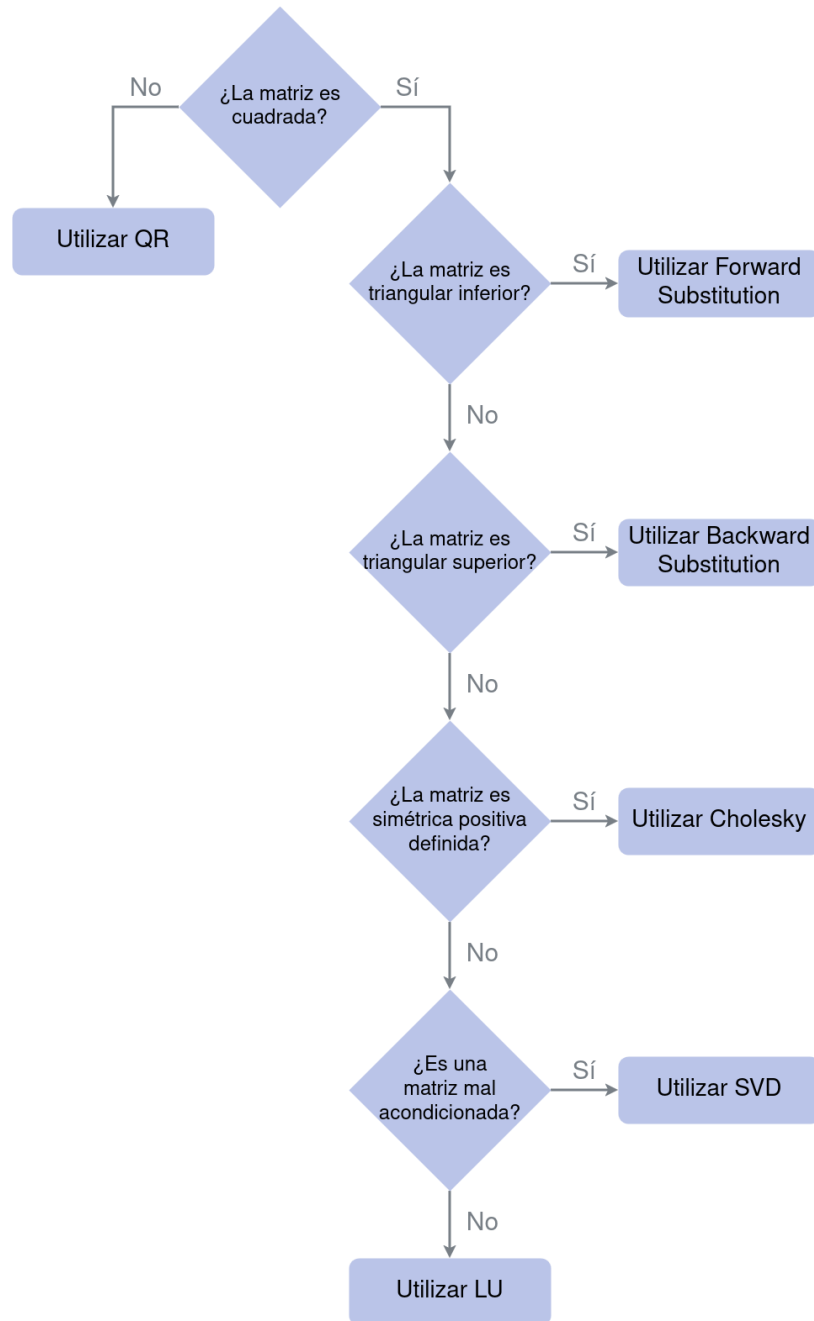 No
¿La matriz es
cuadrada?
Sí
Utilizar QR
¿La matriz es
triangular inferior?
Sí
Utilizar Forward
Substitution
No
¿La matriz es
triangular superior?
Sí
Utilizar Backward
Substitution
No
¿La matriz es
simétrica positiva
definida?
Sí
Utilizar Cholesky
No
¿Es una
matriz mal
acondicionada?
Sí
Utilizar SVD
No
Utilizar LU